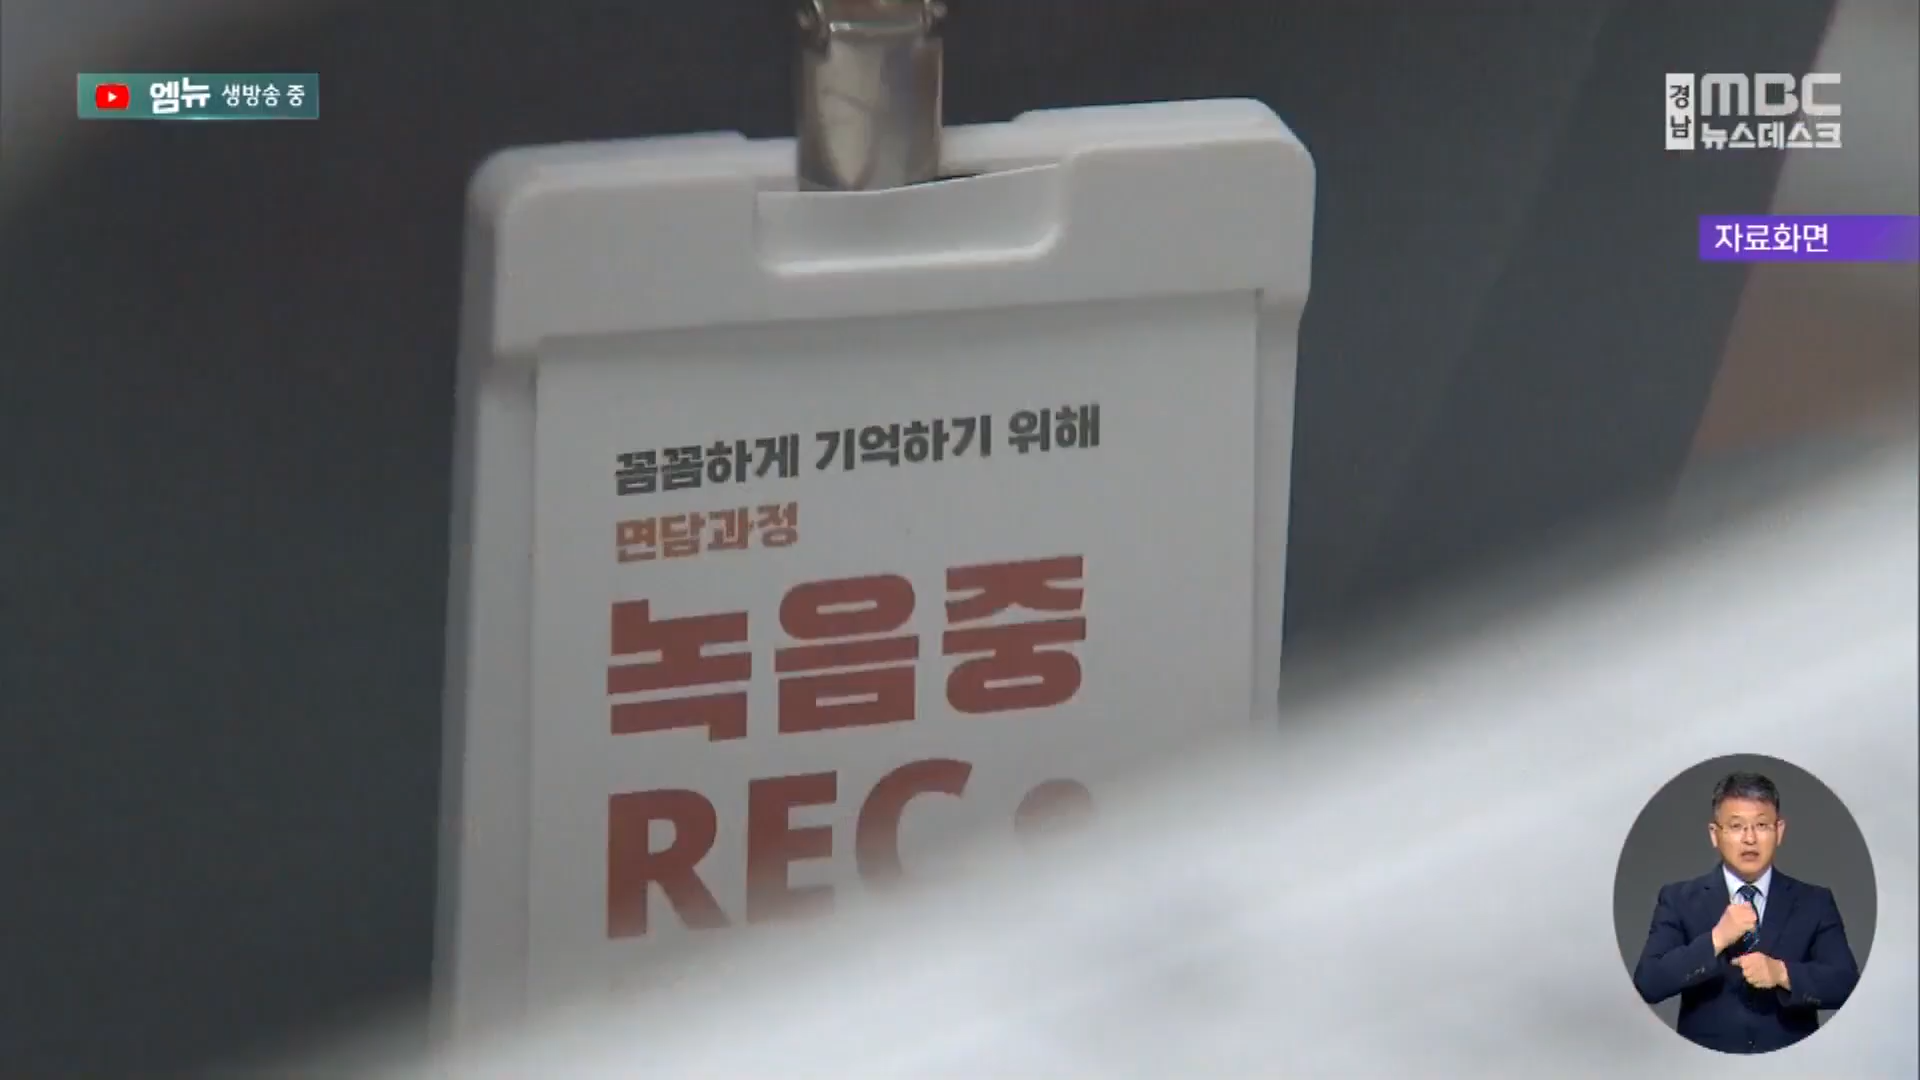 엠뉴 생방송 중
경남 MBC
뉴스데스크
자료화면
꼼꼼하게 기억하기 위해
면담과정
녹음중
REC